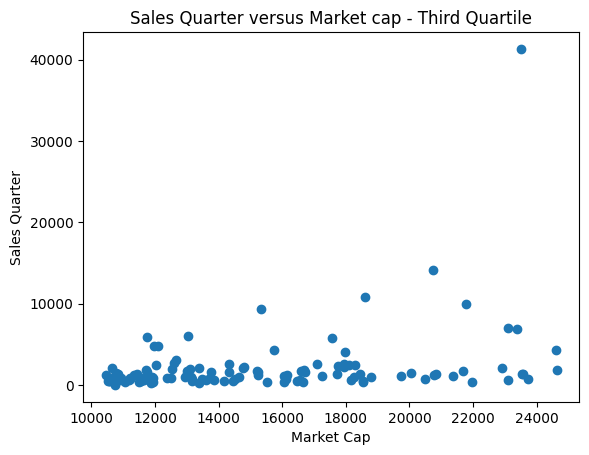 Sales Quarter versus Market cap - Third Quartile
40000
30000
20000
10000
0
Sales Quarter
10000 12000 14000 16000 18000 20000 22000 24000
Market Cap